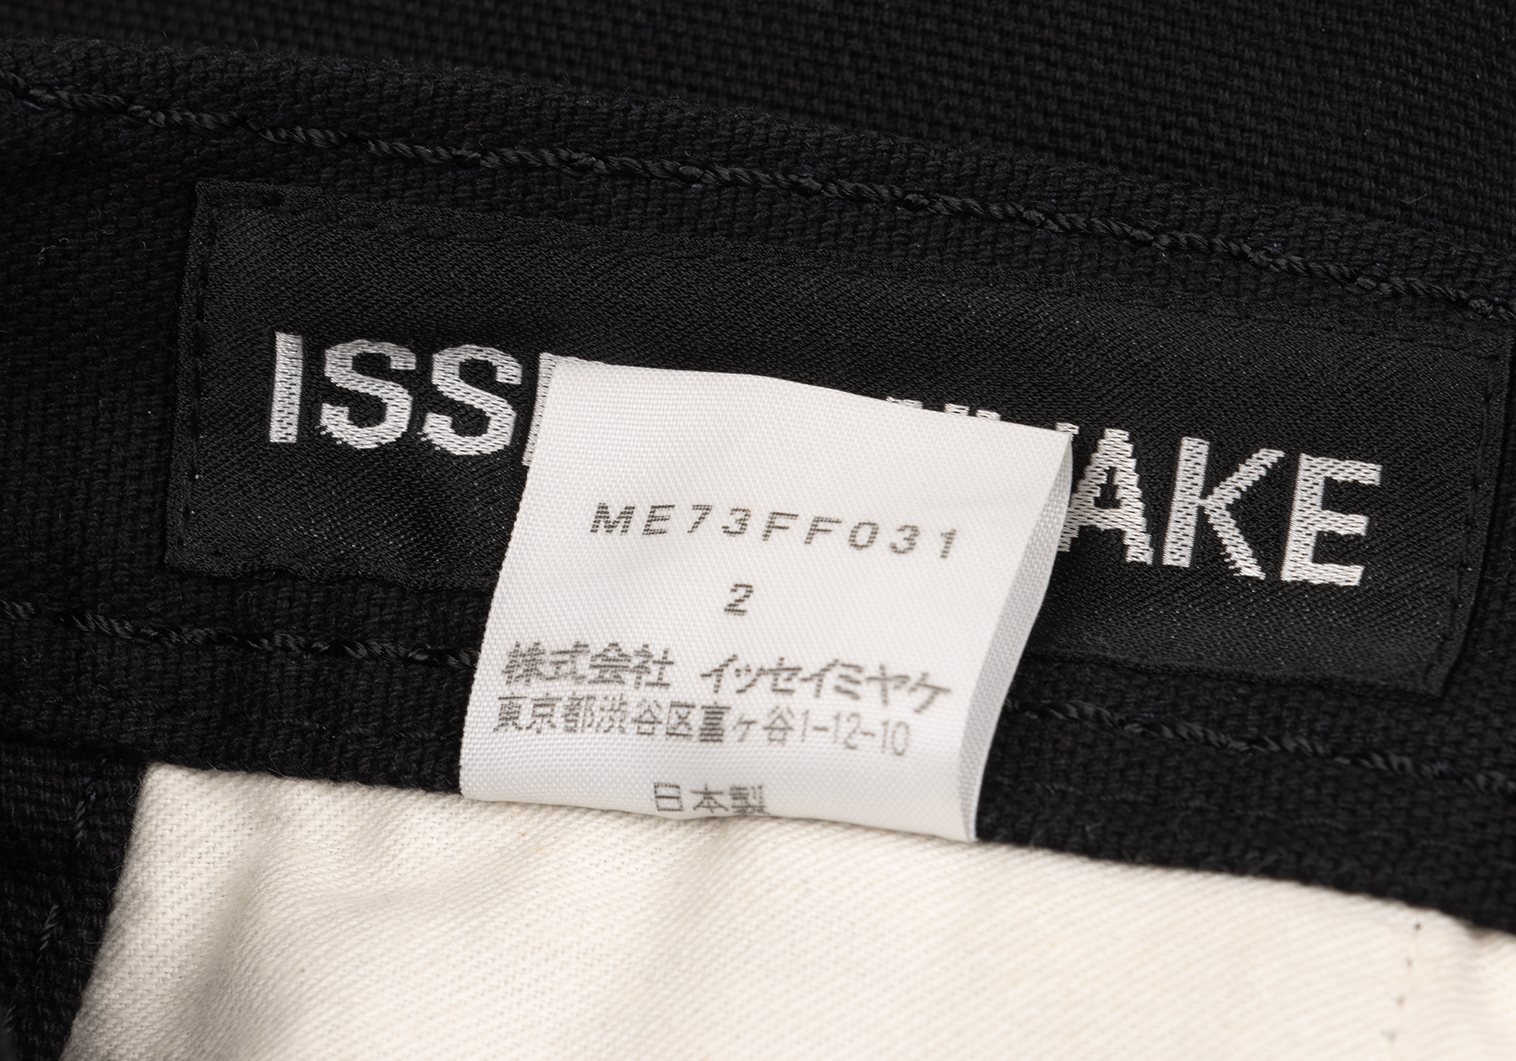 ISS AKE
ME73FF031
2
株式会社 イッセイミヤケ
東京都渋谷区富ヶ谷1-12-10
日本製